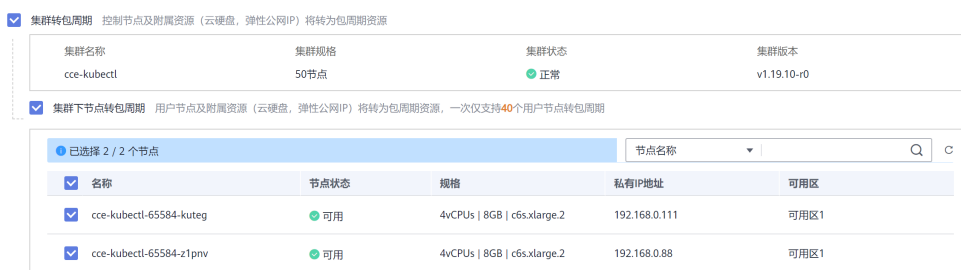 集群转包周期 控制节点及附属资源（云硬盘，弹性公网IP）将转为包周期资源
集群名称 集群规格 集群状态 集群版本
cce-kubectl 50节点 正常 v1.19.10-r0
集群下节点转包周期 用户节点及附属资源（云硬盘，弹性公网IP）将转为包周期资源，一次仅支持40个用户节点转包周期
已选择 2 / 2 个节点 节点名称
名称 节点状态 规格 私有IP地址 可用区
cce-kubectl-65584-kuteg 可用 4vCPUs | 8GB | c6s.xlarge.2 192.168.0.111 可用区1
cce-kubectl-65584-z1pnv 可用 4vCPUs | 8GB | c6s.xlarge.2 192.168.0.88 可用区1